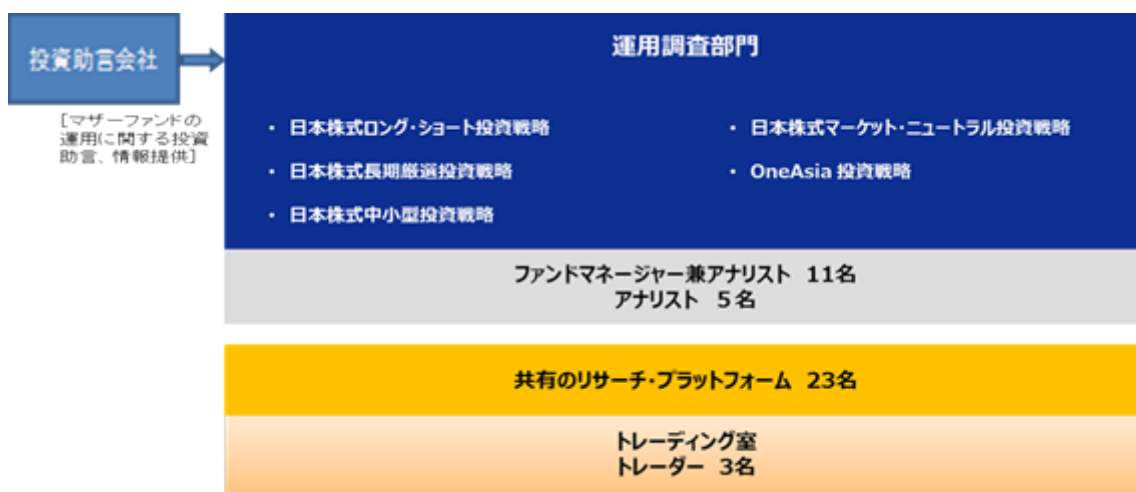 投資助言会社
[マザーファンドの
運用に関する投資
助言、情報提供]
運用調査部門
・ 日本株式ロング・ショート投資戦略
・ 日本株式マーケット・ニュートラル投資戦略
・ 日本株式長期厳選投資戦略
・ OneAsia 投資戦略
・ 日本株式中小型投資戦略
ファンドマネージャー兼アナリスト 11名
アナリスト 5名
共有のリサーチ・プラットフォーム 23名
トレーディング室
トレーダー 3名